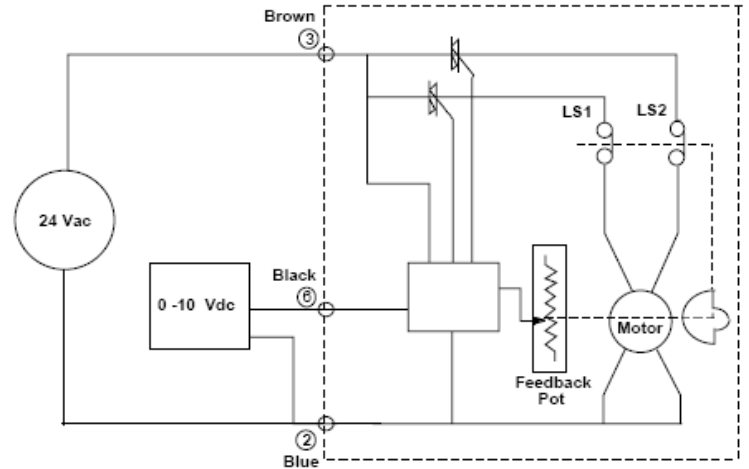 Brown
3
LS1
LS2
24 Vac
0 -10 Vdc
Black
6
Motor
Feedback
Pot
2
Blue